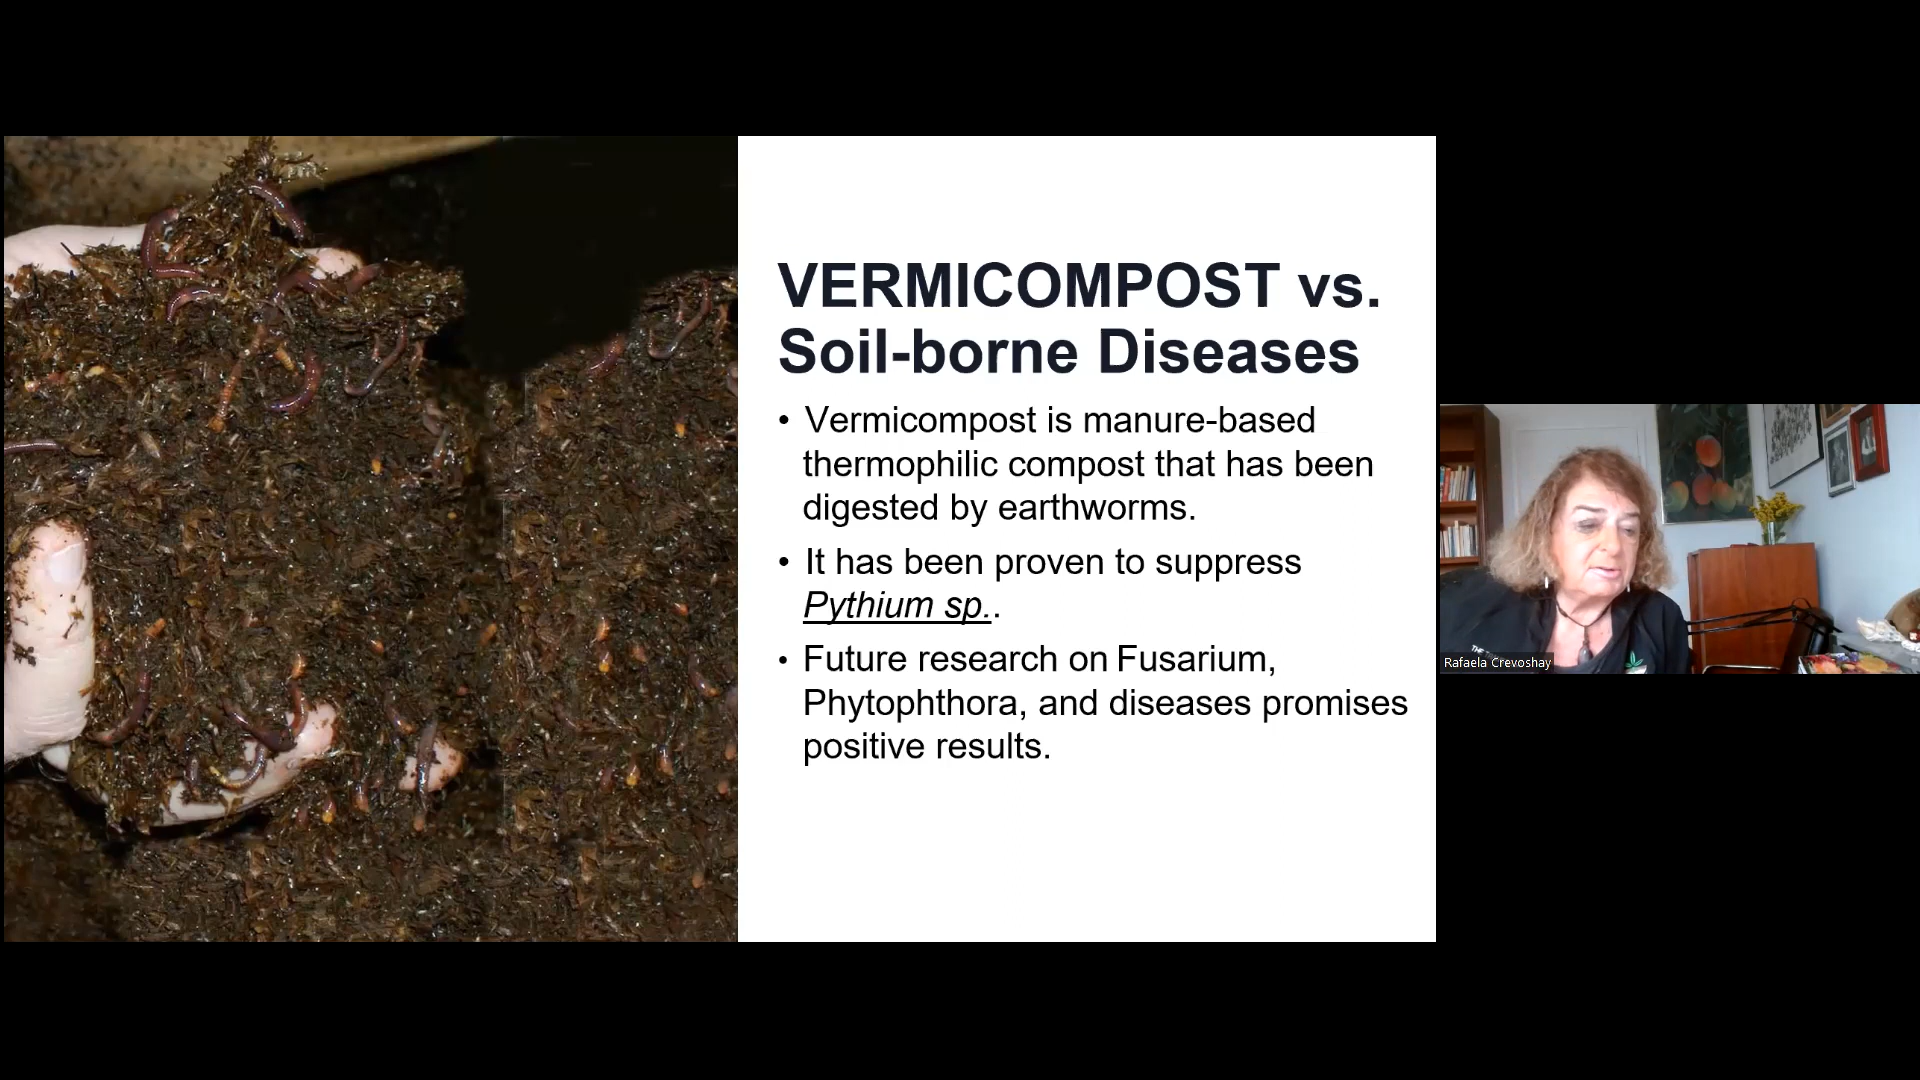 VERMICOMPOST vs.
Soil-borne Diseases
• Vermicompost is manure-based
thermophilic compost that has been
digested by earthworms.
• It has been proven to suppress
Pythium sp..
• Future research on Fusarium,
Phytophthora, and diseases promises
positive results.
Rafaela Crevoshay
THE